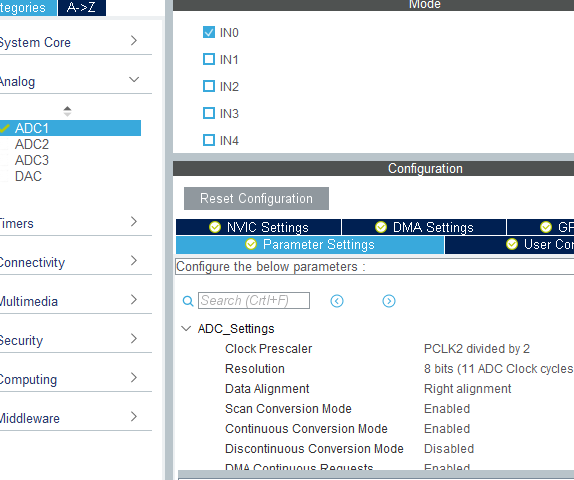 tegories A->Z
System Core
Analog
ADC1
ADC2
ADC3
DAC
Timers
Connectivity
Multimedia
Security
Computing
Middleware
Mode
IN0
IN1
IN2
IN3
IN4
Configuration
Reset Configuration
NVIC Settings DMA Settings GP
Parameter Settings User Con
Configure the below parameters :
Search (Crtl+F)
ADC_Settings
Clock Prescaler PCLK2 divided by 2
Resolution 8 bits (11 ADC Clock cycles
Data Alignment Right alignment
Scan Conversion Mode Enabled
Continuous Conversion Mode Enabled
Discontinuous Conversion Mode Disabled
DMA Continuous Requests Enabled